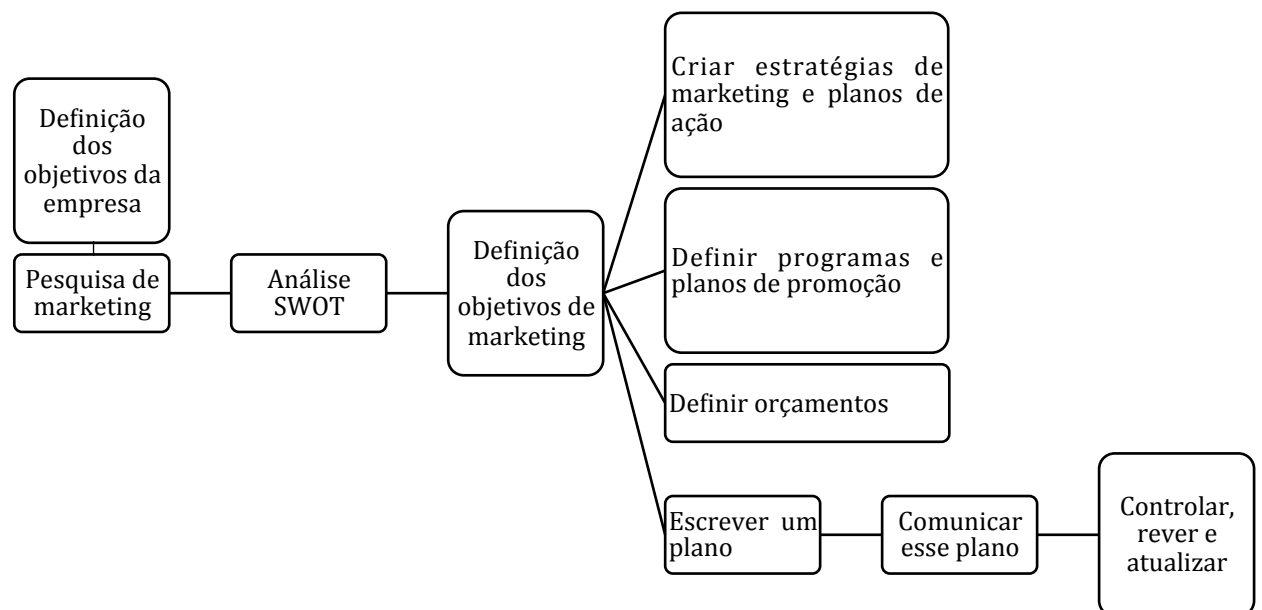 Definição
dos
objetivos da
empresa
Pesquisa de
marketing
Análise
SWOT
Definição
dos
objetivos de
marketing
Criar estratégias de
marketing e planos de
ação
Definir programas e
planos de promoção
Definir orçamentos
Escrever um
plano
Comunicar
esse plano
Controlar,
rever e
atualizar